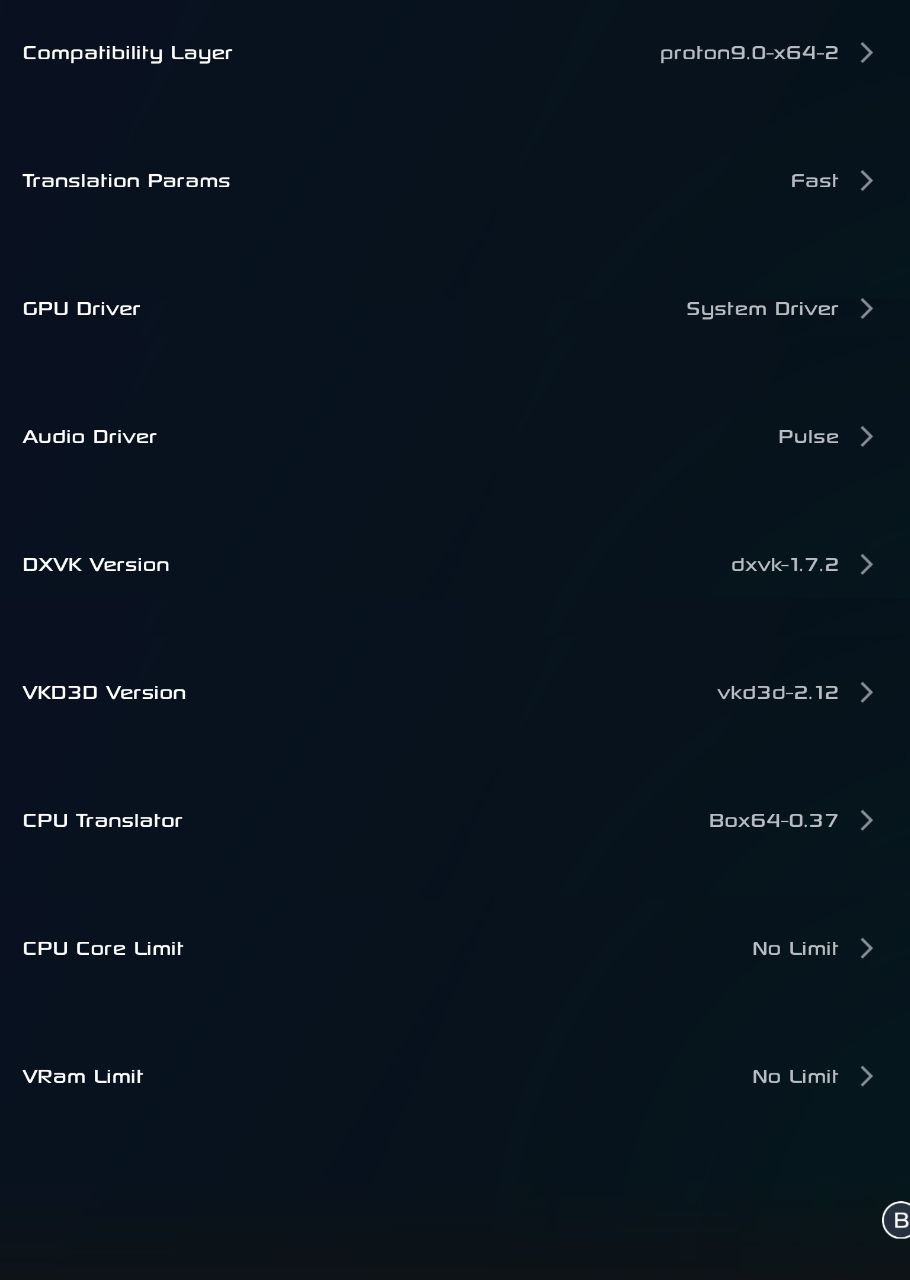 Compatibility Layer proton9.0-x64-2
Translation Params Fast
GPU Driver System Driver
Audio Driver Pulse
DXVK Version dxvk-1.7.2
VKD3D Version vkd3d-2.12
CPU Translator Box64-0.37
CPU Core Limit No Limit
VRam Limit No Limit
B